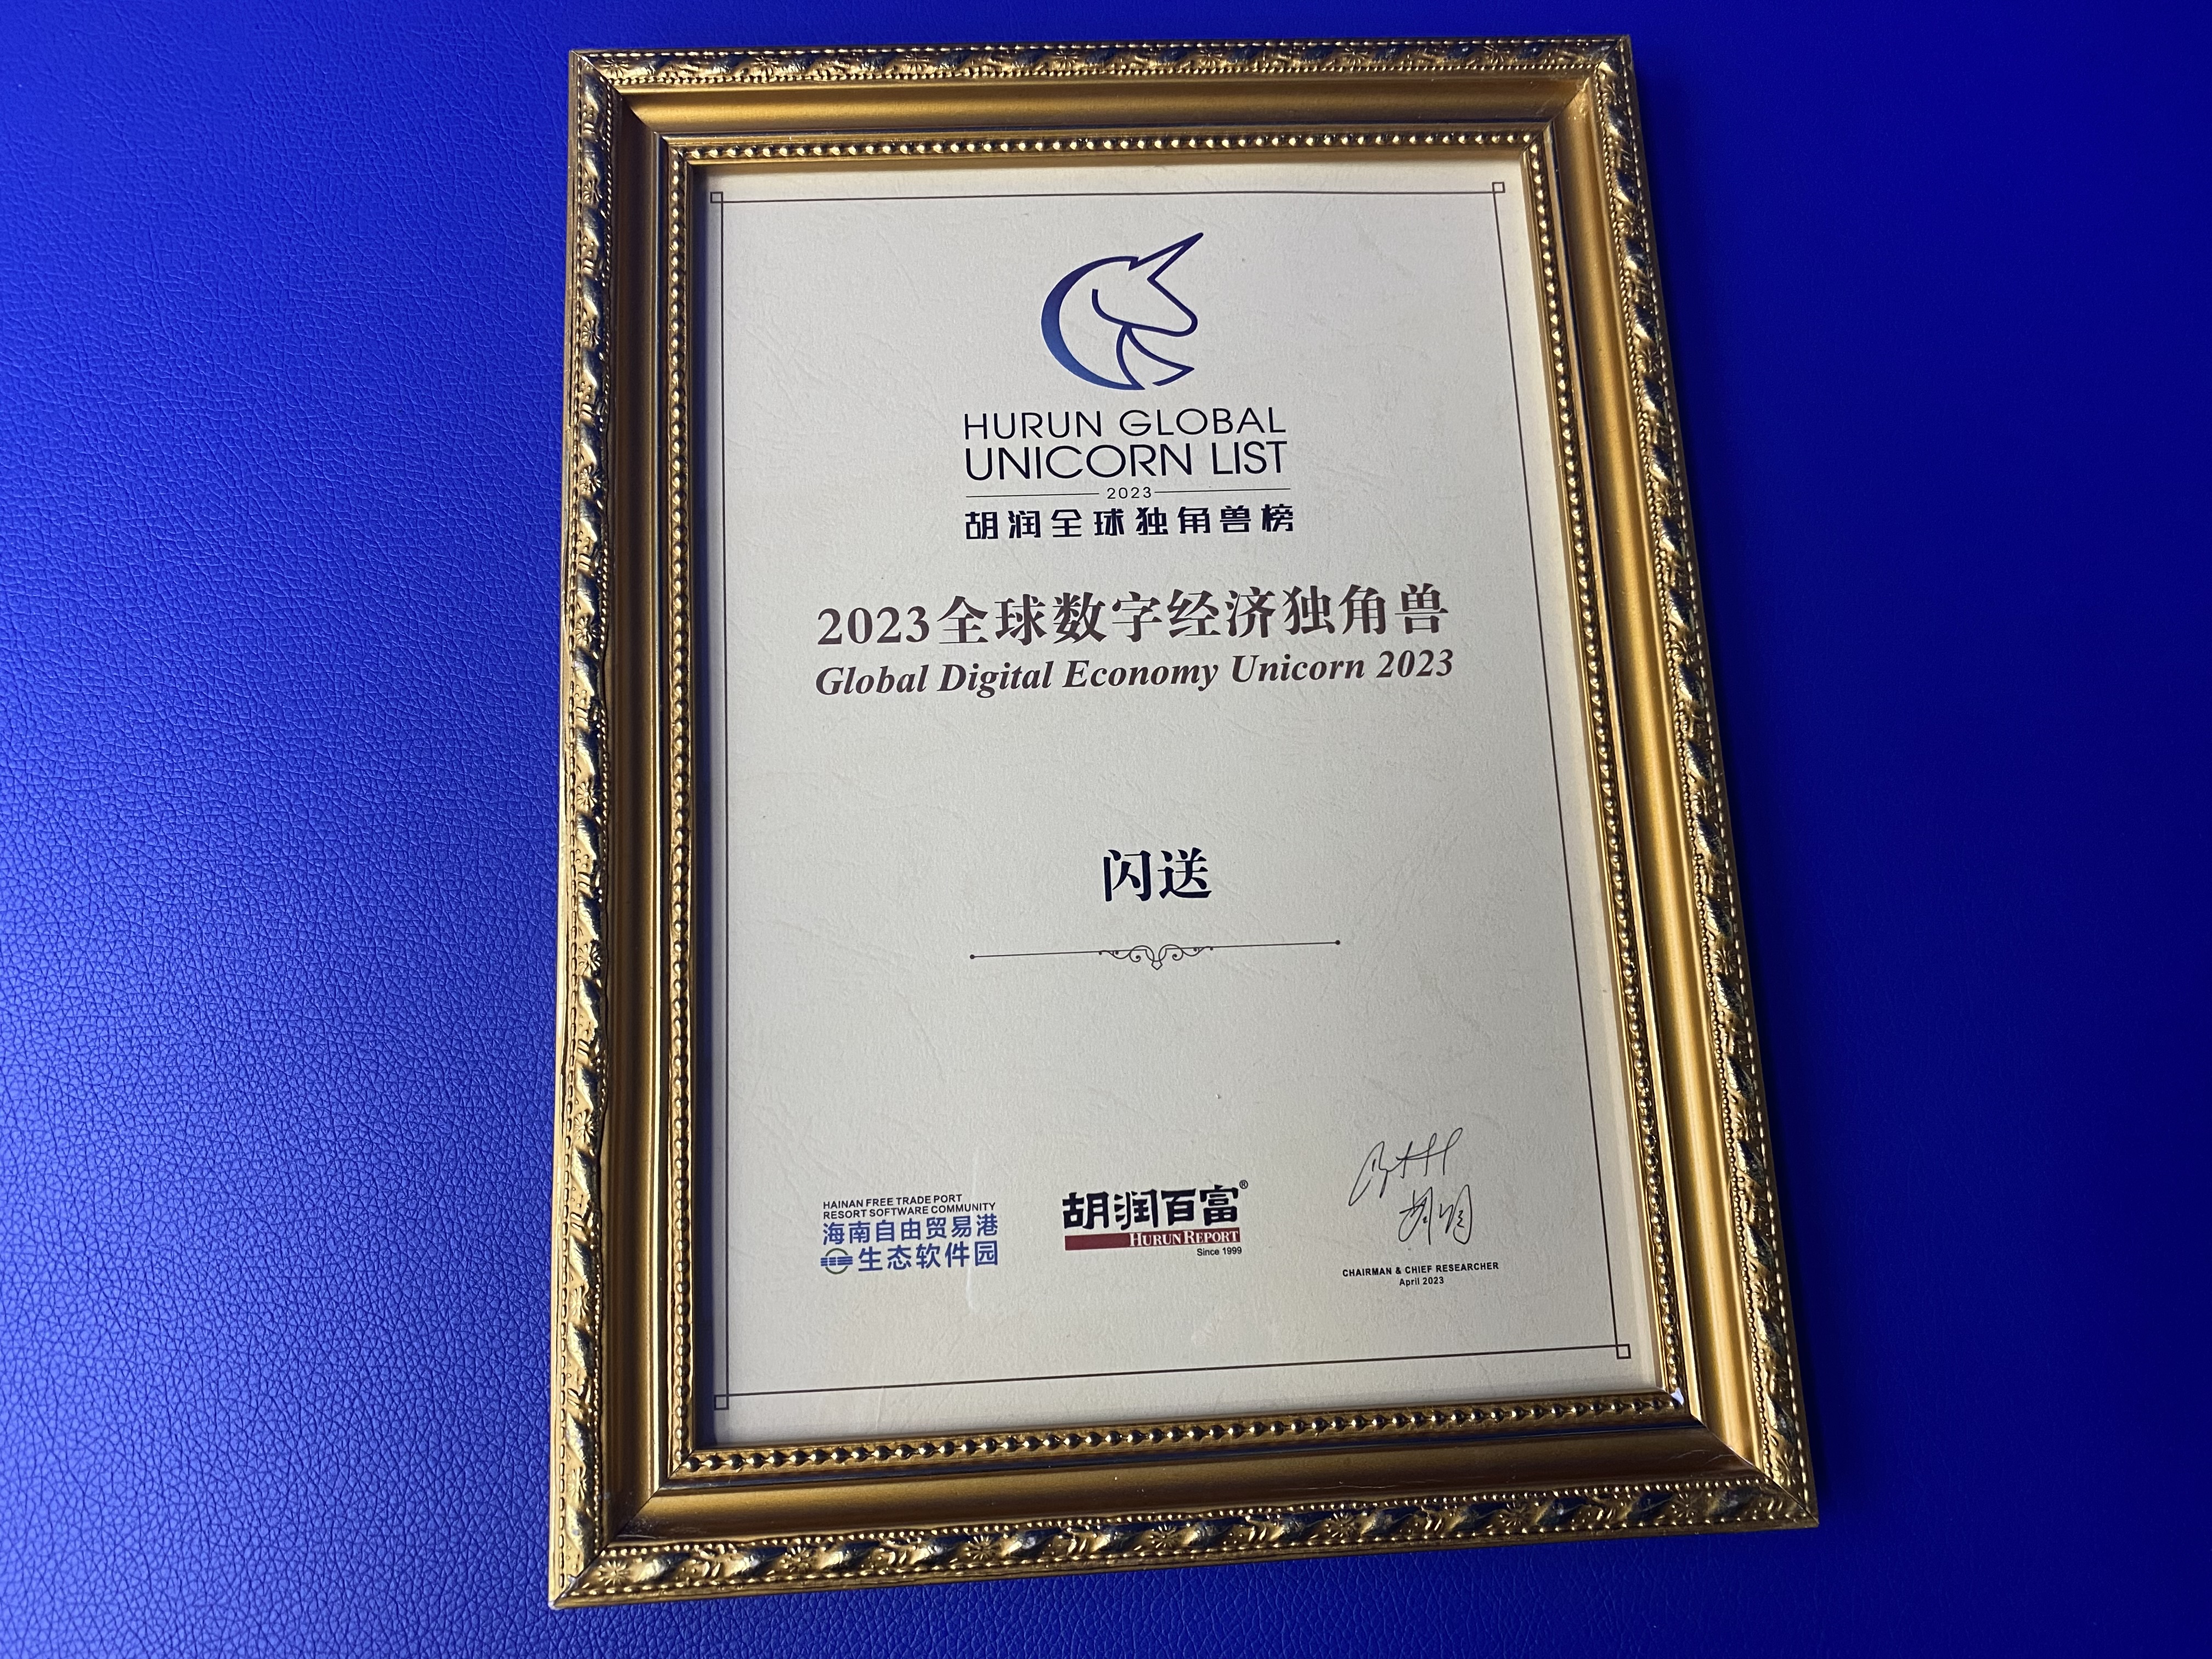 HURUN GLOBAL
UNICORN LIST
2023
胡润全球独角兽榜
2023全球数字经济独角兽
Global Digital Economy Unicorn 2023
闪送
HAINAN FREE TRADE PORT
RESORT SOFTWARE COMMUNITY
海南自由贸易港
生态软件园
胡润百富®
HURUN REPORT
Since 1999
胡润
CHAIRMAN & CHIEF RESEARCHER
April 2023